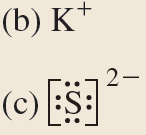 (b) K⁺
(c) [:S̤̈:]²⁻